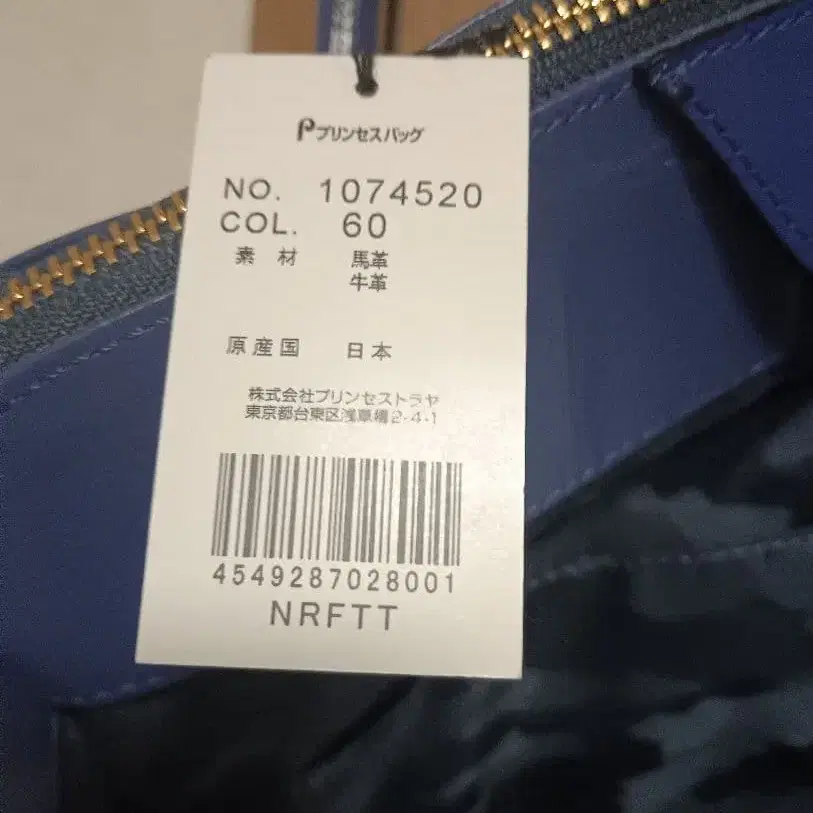 プリンセスバッグ
NO. 1074520
COL. 60
素 材 馬革
牛革
原産国 日本
株式会社プリンセストラヤ
東京都台東区浅草橋2-4-1
4549287028001
NRFTT